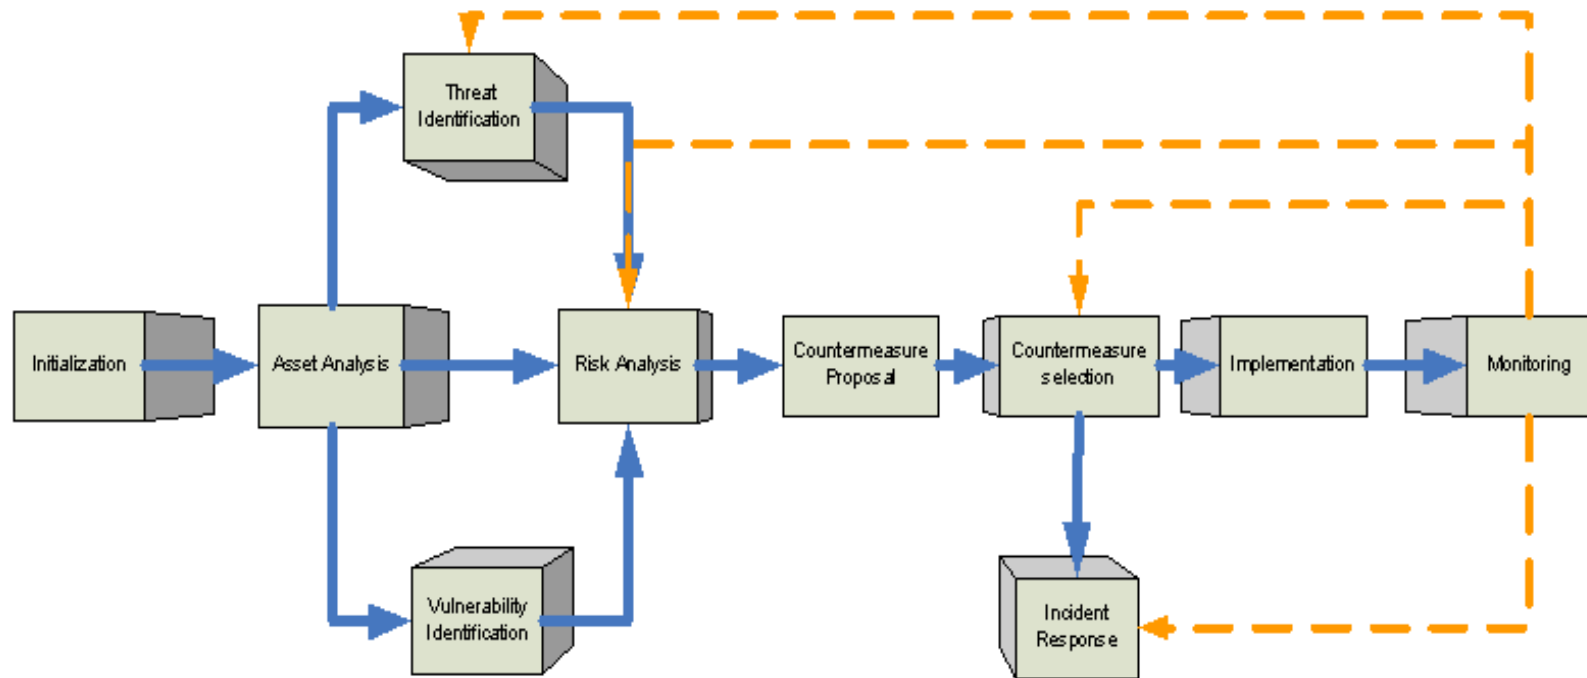 Threat
Identification
Initialization
Asset Analysis
Risk Analysis
Countermeasure
Proposal
Countermeasure
selection
Implementation
Monitoring
Vulnerability
Identification
Incident
Response